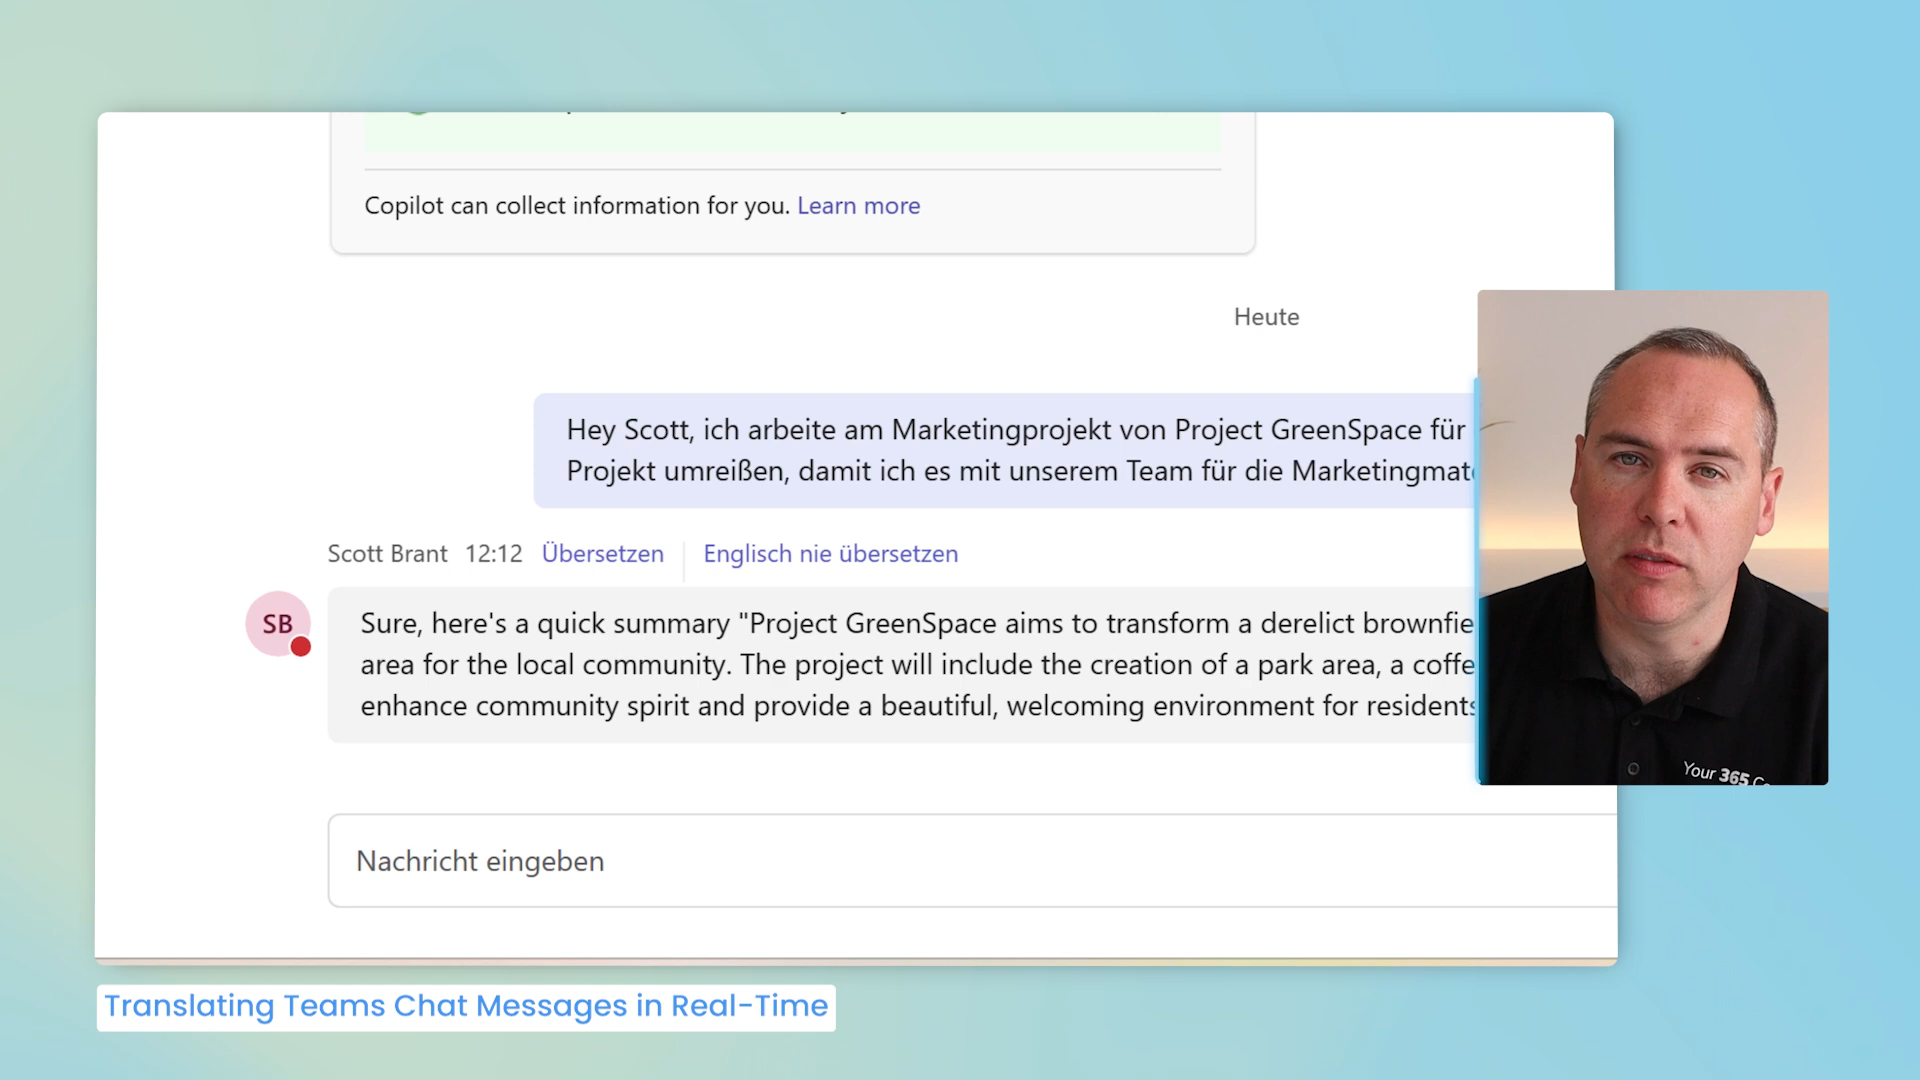 Copilot can collect information for you. Learn more
Heute
Hey Scott, ich arbeite am Marketingprojekt von Project GreenSpace für
Projekt umreißen, damit ich es mit unserem Team für die
Scott Brant 12:12 Übersetzen Englisch nie übersetzen
SB
Sure, here's a quick summary "Project GreenSpace aims to transform a derelict
area for the local community. The project will include the creation of a park area, a
enhance community spirit and provide a beautiful, welcoming environment for residents
Nachricht eingeben
Your 365
Translating Teams Chat Messages in Real-Time